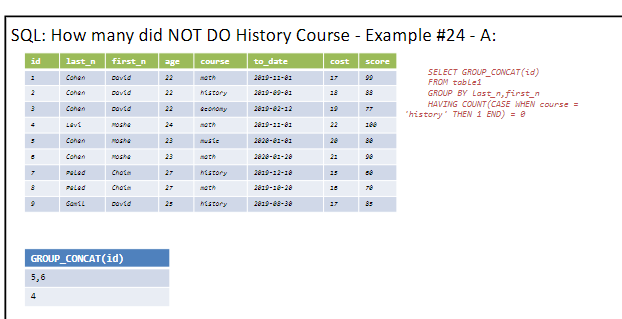 SQL: How many did NOT DO History Course - Example #24 - A:
id last_n first_n age course to_date cost score
1 Cohen David 22 math 2019-11-01 17 99
2 Cohen David 22 history 2019-09-01 18 88
3 Cohen David 22 economy 2019-02-12 19 77
4 Levi Moshe 24 math 2019-11-01 22 100
5 Cohen Moshe 23 music 2020-01-01 20 80
6 Cohen Moshe 23 math 2020-01-20 21 90
7 Peled Chaim 27 history 2019-12-10 15 60
8 Peled Chaim 27 math 2019-10-20 16 70
9 Gamil David 25 history 2019-08-30 17 85
SELECT GROUP_CONCAT(id)
FROM table1
GROUP BY last_n,first_n
HAVING COUNT(CASE WHEN course =
'history' THEN 1 END) = 0
GROUP_CONCAT(id)
5,6
4